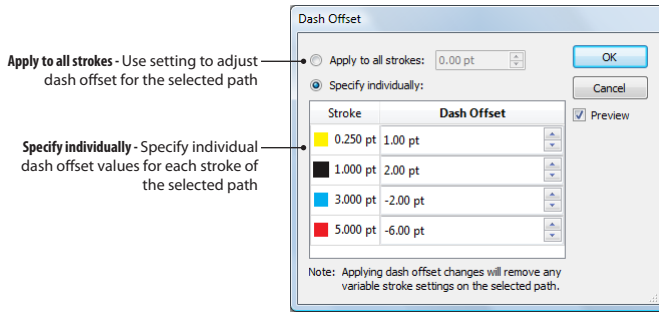 Dash Offset
Apply to all strokes - Use setting to adjust
dash offset for the selected path
Apply to all strokes: 0.00 pt
OK
Specify individually:
Cancel
Stroke Dash Offset
Preview
Specify individually - Specify individual
dash offset values for each stroke of
the selected path
0.250 pt 1.00 pt
1.000 pt 2.00 pt
3.000 pt -2.00 pt
5.000 pt -6.00 pt
Note: Applying dash offset changes will remove any
variable stroke settings on the selected path.